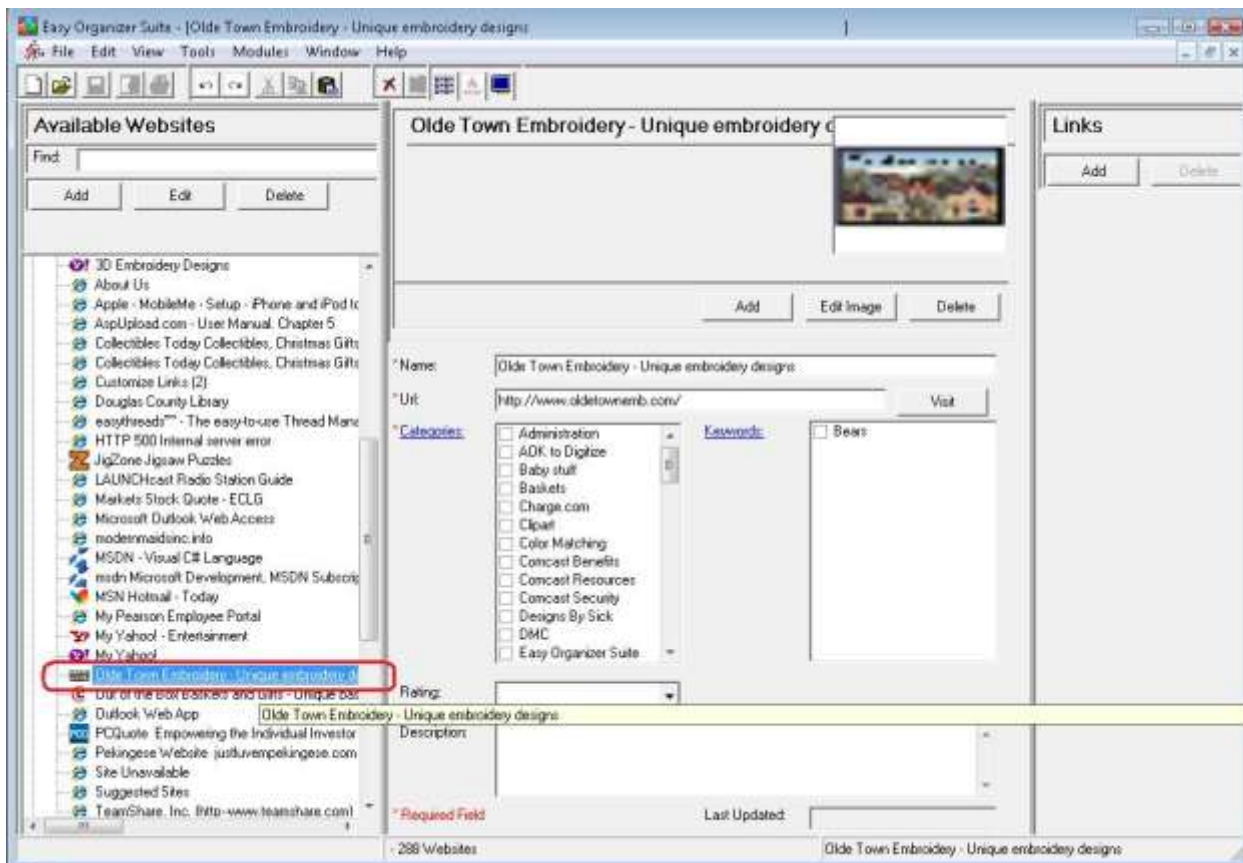 Easy Organizer Suite - [Olde Town Embroidery - Unique embroidery designs ]
File Edit View Tools Modules Window Help
Available Websites
Find:
Add Edit Delete
3D Embroidery Designs
About Us
Apple - MobileMe - Setup - iPhone and iPod to
AspUpload.com - User Manual: Chapter 5
Collectibles Today Collectibles, Christmas Gifts
Collectibles Today Collectibles, Christmas Gifts
Customize Links (2)
Douglas County Library
easythreads™ - The easy-to-use Thread Mana
HTTP 500 Internal server error
JigZone Jigsaw Puzzles
LAUNCHcast Radio Station Guide
Markets Stock Quote - ECLG
Microsoft Outlook Web Access
modernmaidsinc.info
MSDN - Visual C# Language
msdn Microsoft Development, MSDN Subscrip
MSN Hotmail - Today
My Pearson Employee Portal
My Yahoo! - Entertainment
My Yahoo!
Olde Town Embroidery - Unique embroidery de
Out of the Box Baskets and Gifts - Unique bas
Outlook Web App
PCQuote Empowering the Individual Investor
Pekingese Website justluvempekingese.com
Site Unavailable
Suggested Sites
TeamShare, Inc. (http-www.teamshare.com)
Olde Town Embroidery - Unique embroidery d
Add Edit Image Delete
*Name: Olde Town Embroidery - Unique embroidery designs
*Url: http://www.oldetownemb.com/ Visit
*Categories:
Administration
AOK to Digitize
Baby stuff
Baskets
Charge.com
Clipart
Color Matching
Comcast Benefits
Comcast Resources
Comcast Security
Designs By Sick
DMC
Easy Organizer Suite
Keywords:
Bears
Rating:
Olde Town Embroidery - Unique embroidery designs
Description:
*Required Field
Last Updated:
Links
Add Delete
- 288 Websites
Olde Town Embroidery - Unique embroidery designs